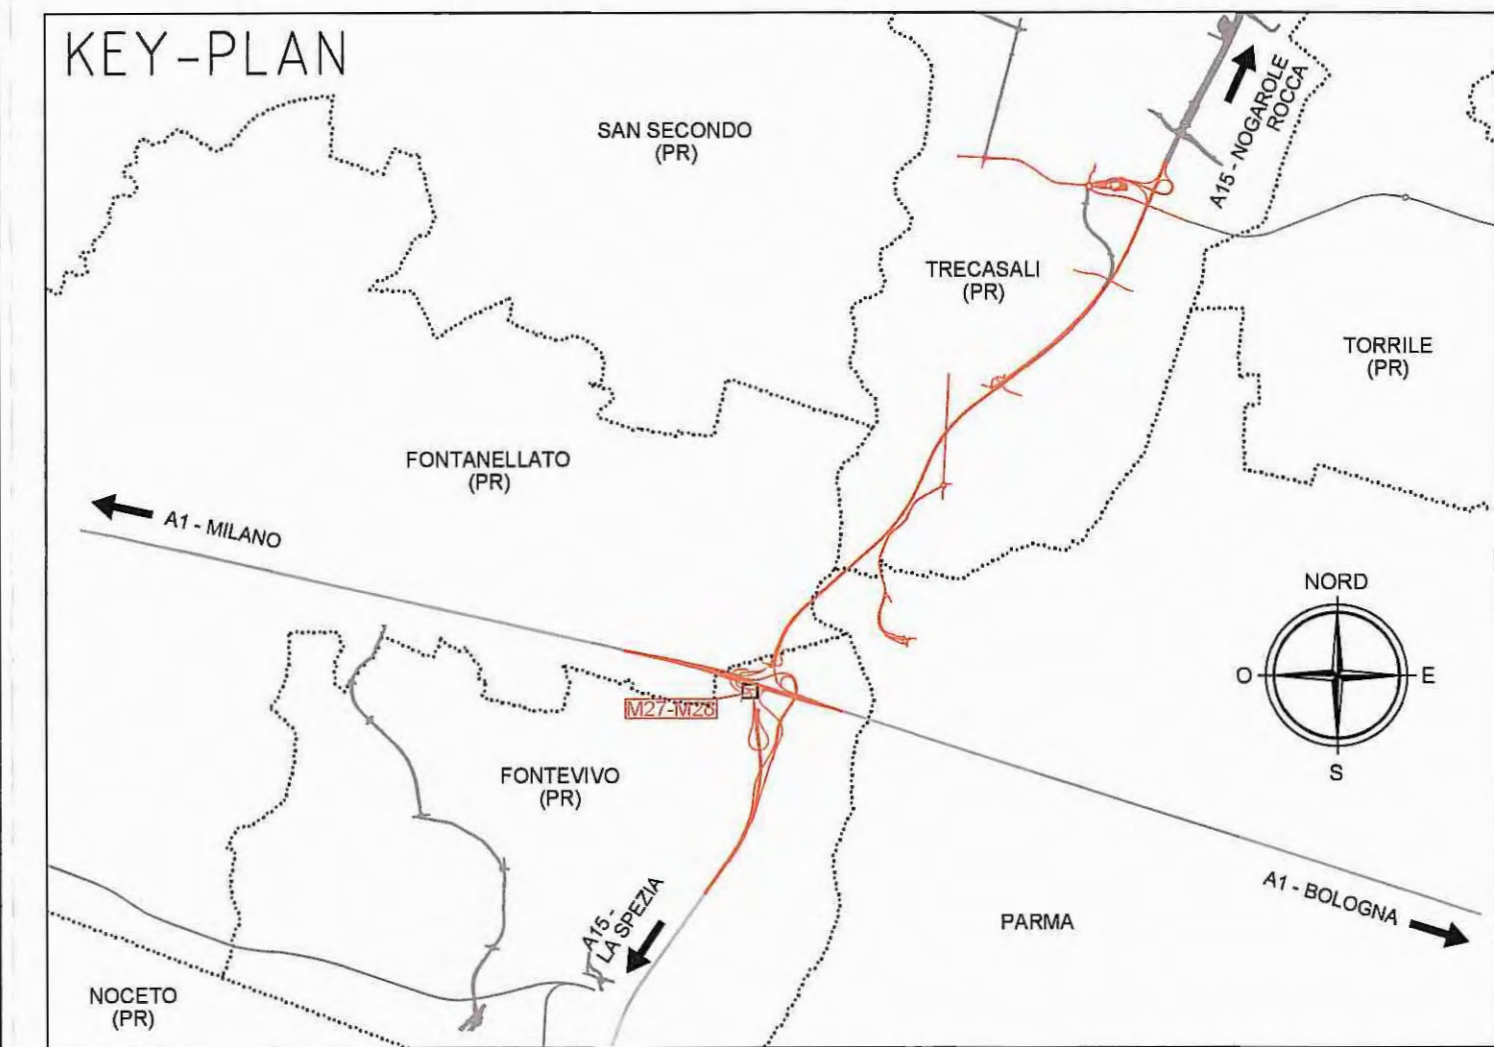 KEY-PLAN
SAN SECONDO
(PR)
A15 - NOGAROLE
ROCCA
TRECASALI
(PR)
TORRILE
(PR)
FONTANELLATO
(PR)
A1 - MILANO
NORD
O
E
S
M27-M28
FONTEVIVO
(PR)
A15 -
LA SPEZIA
PARMA
A1 - BOLOGNA
NOCETO
(PR)